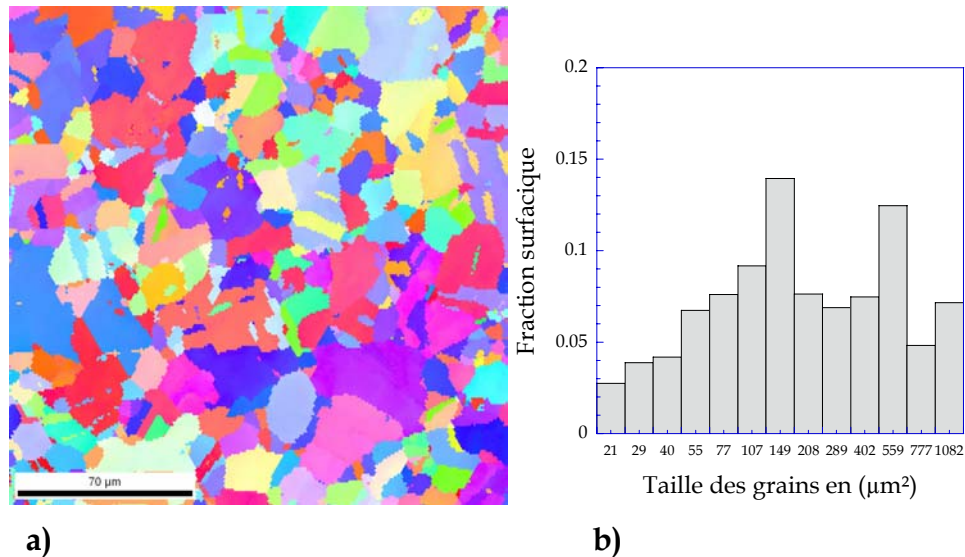 70 µm
a)
0.2
0.15
0.1
0.05
0
Fraction surfacique
21 29 40 55 77 107 149 208 289 402 559 777 1082
Taille des grains en (µm²)
b)